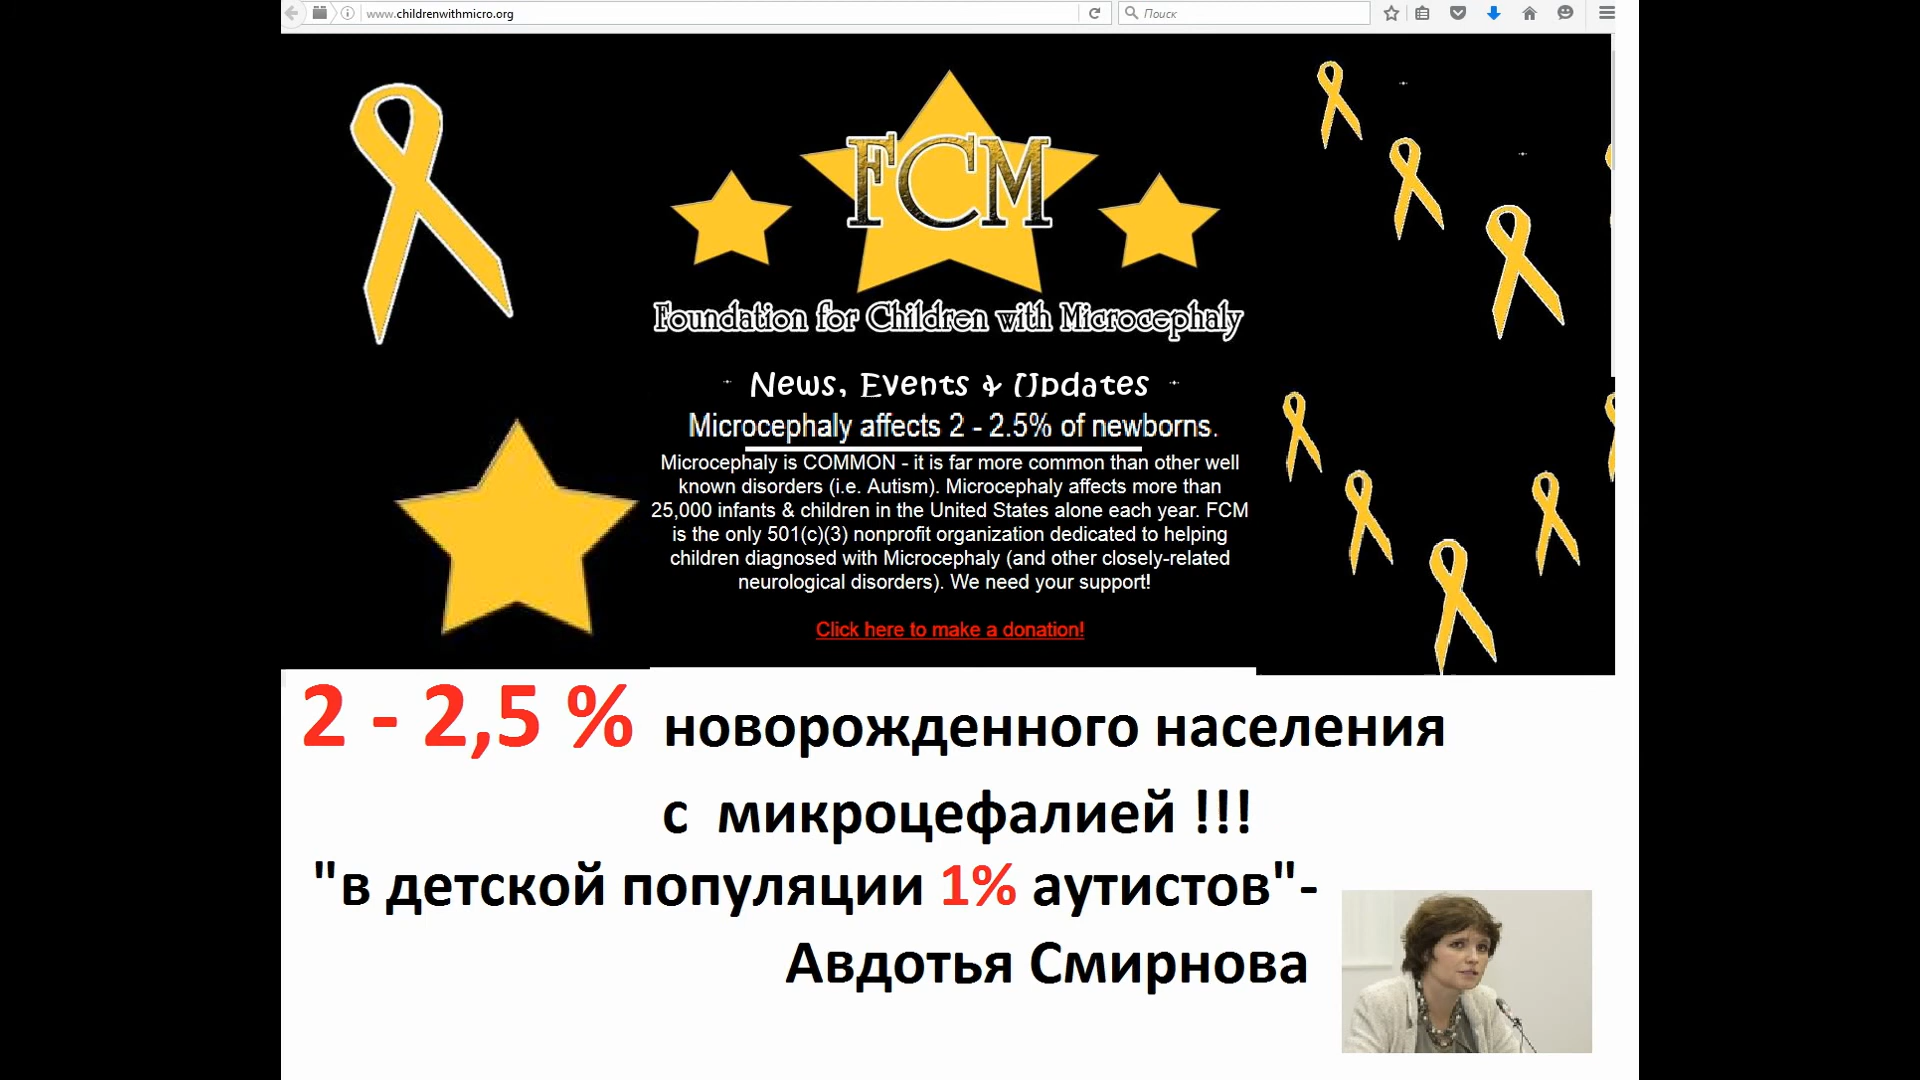 www.childrenwithmicro.org
Поиск
FCM
Foundation for Children with Microcephaly
News, Events & Updates
Microcephaly affects 2 - 2.5% of newborns.
Microcephaly is COMMON - it is far more common than other well
known disorders (i.e. Autism). Microcephaly affects more than
25,000 infants & children in the United States alone each year. FCM
is the only 501(c)(3) nonprofit organization dedicated to helping
children diagnosed with Microcephaly (and other closely-related
neurological disorders). We need your support!
Click here to make a donation!
2 - 2,5 % новорожденного населения
с микроцефалией !!!
"в детской популяции 1% аутистов"-
Авдотья Смирнова